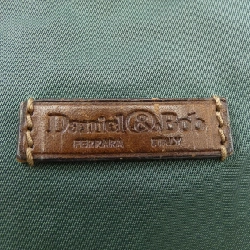 Daniel & Bob
FERRARA ITALY